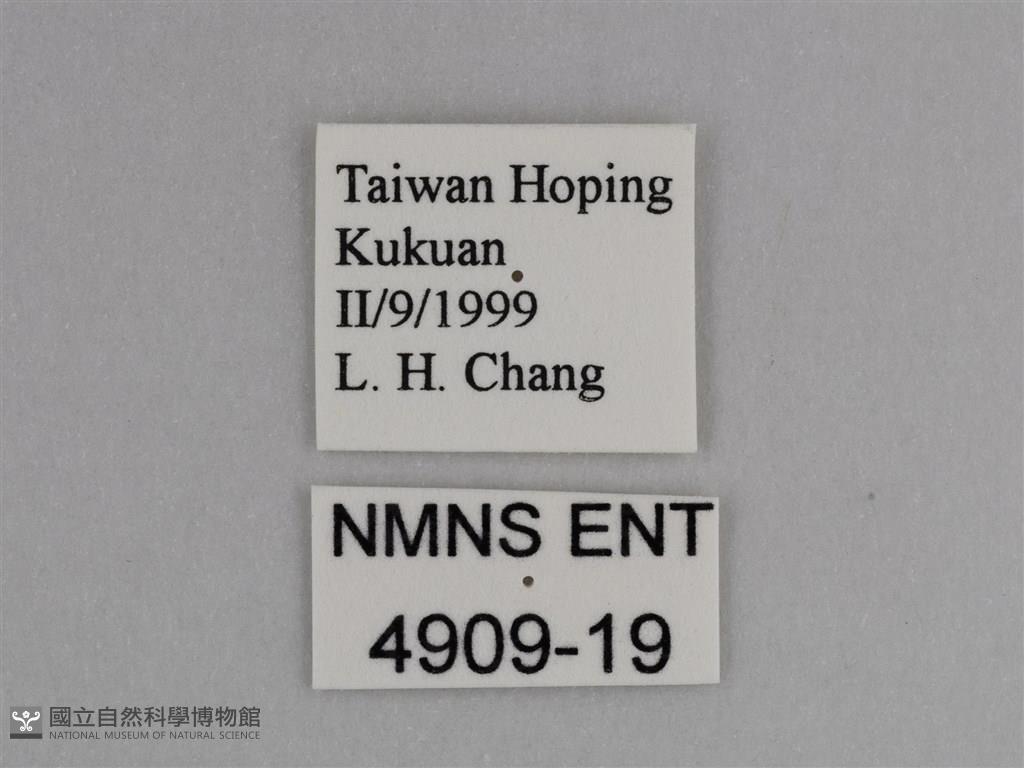 Taiwan Hoping
Kukuan
II/9/1999
L. H. Chang
NMNS ENT
4909-19
國立自然科學博物館
NATIONAL MUSEUM OF NATURAL SCIENCE